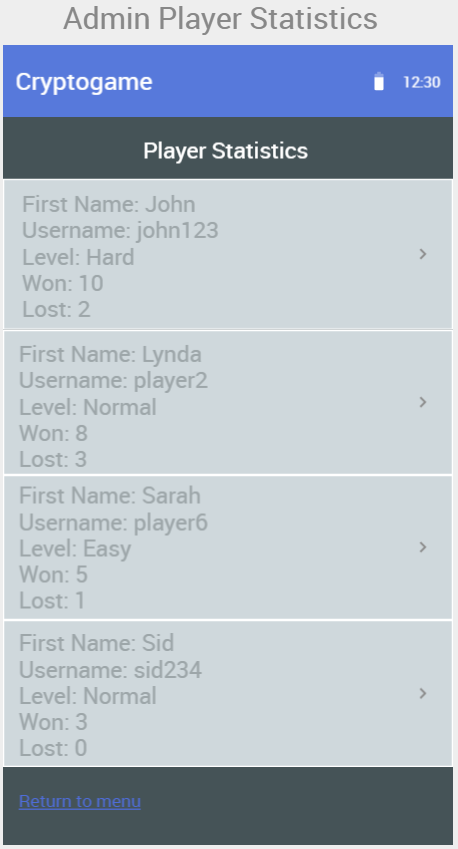 Admin Player Statistics
Cryptogame 12:30
Player Statistics
First Name: John
Username: john123
Level: Hard
Won: 10
Lost: 2
First Name: Lynda
Username: player2
Level: Normal
Won: 8
Lost: 3
First Name: Sarah
Username: player6
Level: Easy
Won: 5
Lost: 1
First Name: Sid
Username: sid234
Level: Normal
Won: 3
Lost: 0
Return to menu